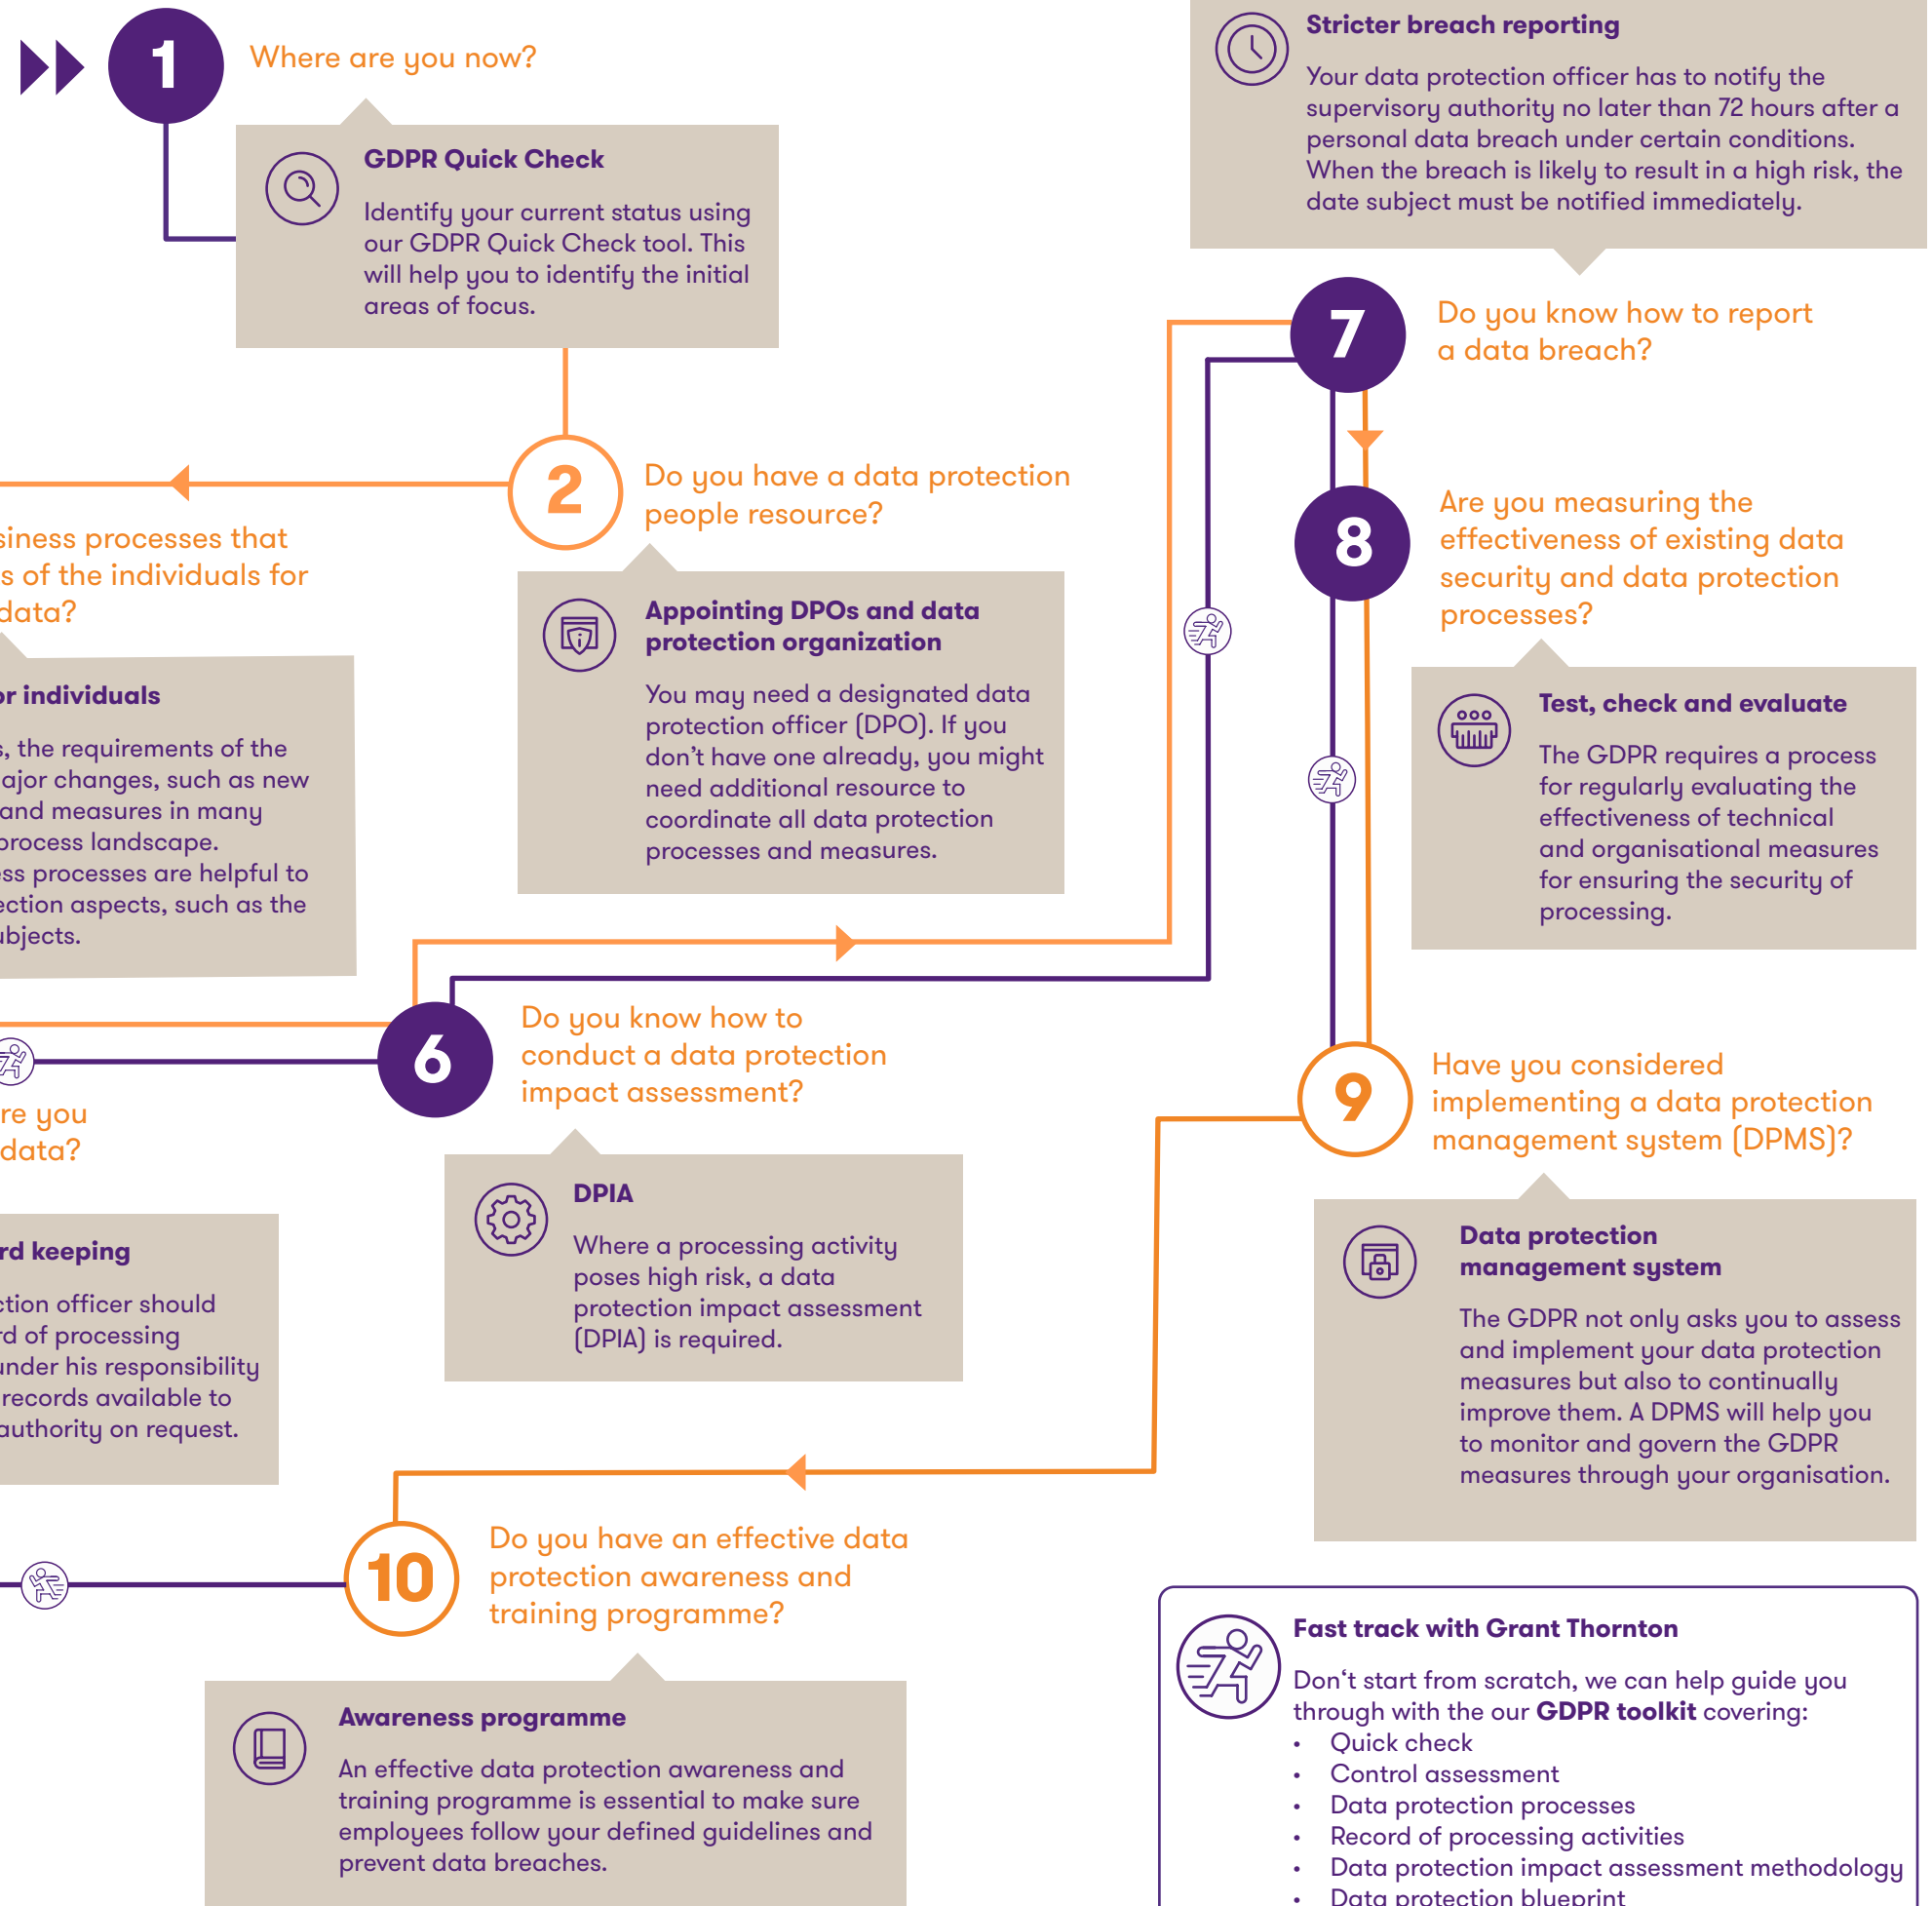 1
Where are you now?
GDPR Quick Check
Identify your current status using
our GDPR Quick Check tool. This
will help you to identify the initial
areas of focus.
2
Do you have a data protection
people resource?
Appointing DPOs and data
protection organization
You may need a designated data
protection officer (DPO). If you
don't have one already, you might
need additional resource to
coordinate all data protection
processes and measures.
processes that
of the individuals for
data?
individuals
the requirements of the
changes, such as new
and measures in many
process landscape.
processes are helpful to
aspects, such as the
6
Do you know how to
conduct a data protection
impact assessment?
DPIA
Where a processing activity
poses high risk, a data
protection impact assessment
(DPIA) is required.
you
data?
keeping
officer should
of processing
under his responsibility
records available to
authority on request.
Stricter breach reporting
Your data protection officer has to notify the
supervisory authority no later than 72 hours after a
personal data breach under certain conditions.
When the breach is likely to result in a high risk, the
date subject must be notified immediately.
7
Do you know how to report
a data breach?
8
Are you measuring the
effectiveness of existing data
security and data protection
processes?
Test, check and evaluate
The GDPR requires a process
for regularly evaluating the
effectiveness of technical
and organisational measures
for ensuring the security of
processing.
9
Have you considered
implementing a data protection
management system (DPMS)?
Data protection
management system
The GDPR not only asks you to assess
and implement your data protection
measures but also to continually
improve them. A DPMS will help you
to monitor and govern the GDPR
measures through your organisation.
10
Do you have an effective data
protection awareness and
training programme?
Awareness programme
An effective data protection awareness and
training programme is essential to make sure
employees follow your defined guidelines and
prevent data breaches.
Fast track with Grant Thornton
Don't start from scratch, we can help guide you
through with the our GDPR toolkit covering:
• Quick check
• Control assessment
• Data protection processes
• Record of processing activities
• Data protection impact assessment methodology
• Data protection blueprint